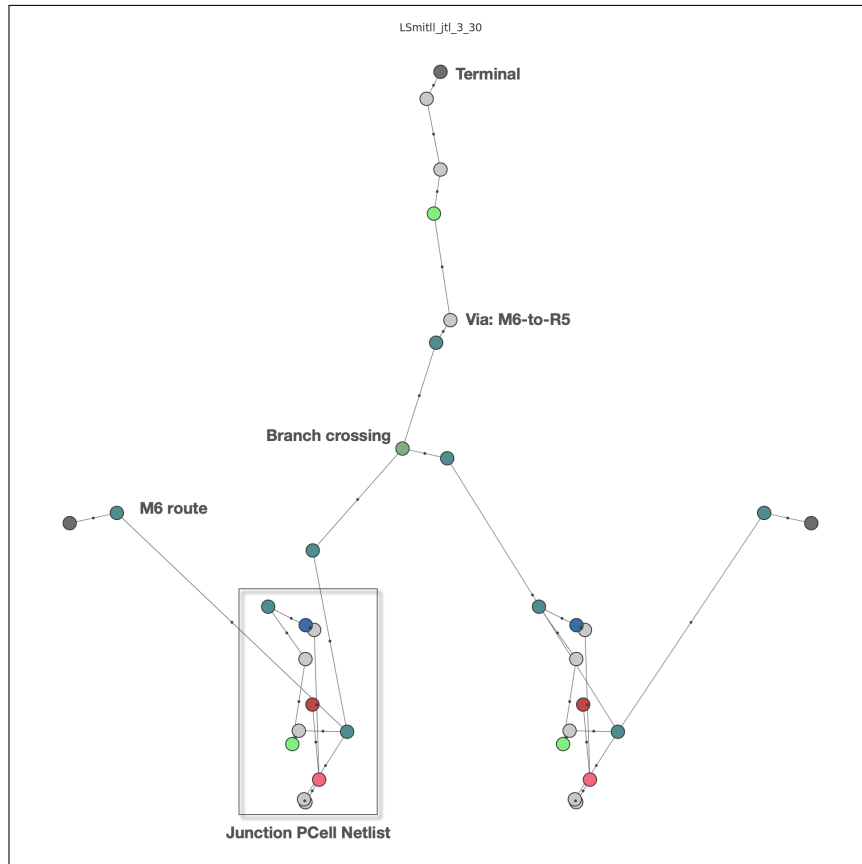 LSmitll_jtl_3_30
Terminal
Via: M6-to-R5
Branch crossing
M6 route
Junction PCell Netlist